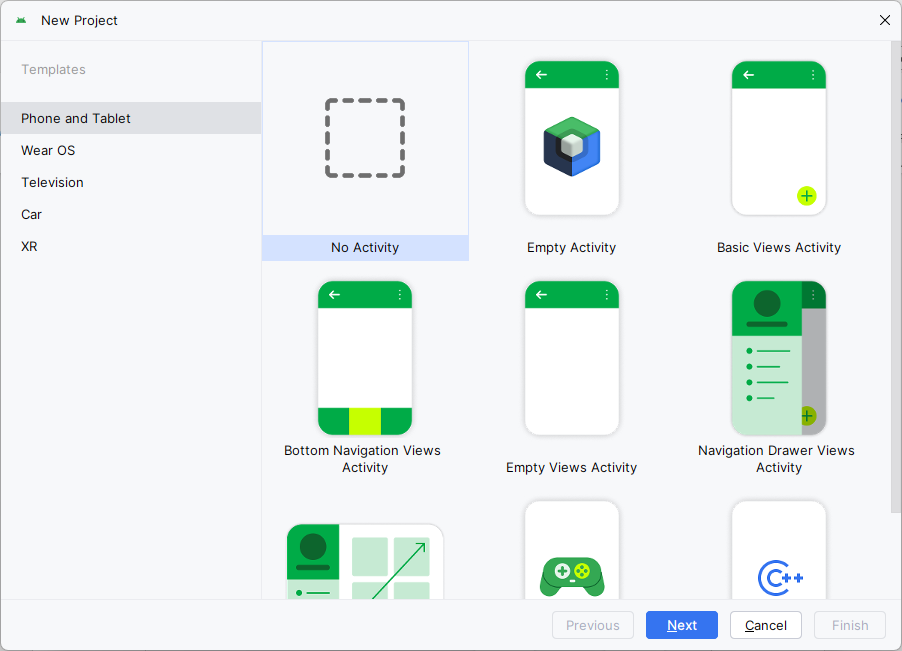 New Project
Templates
Phone and Tablet
Wear OS
Television
Car
XR
No Activity
Empty Activity
Basic Views Activity
Bottom Navigation Views
Activity
Empty Views Activity
Navigation Drawer Views
Activity
C++
Previous
Next
Cancel
Finish